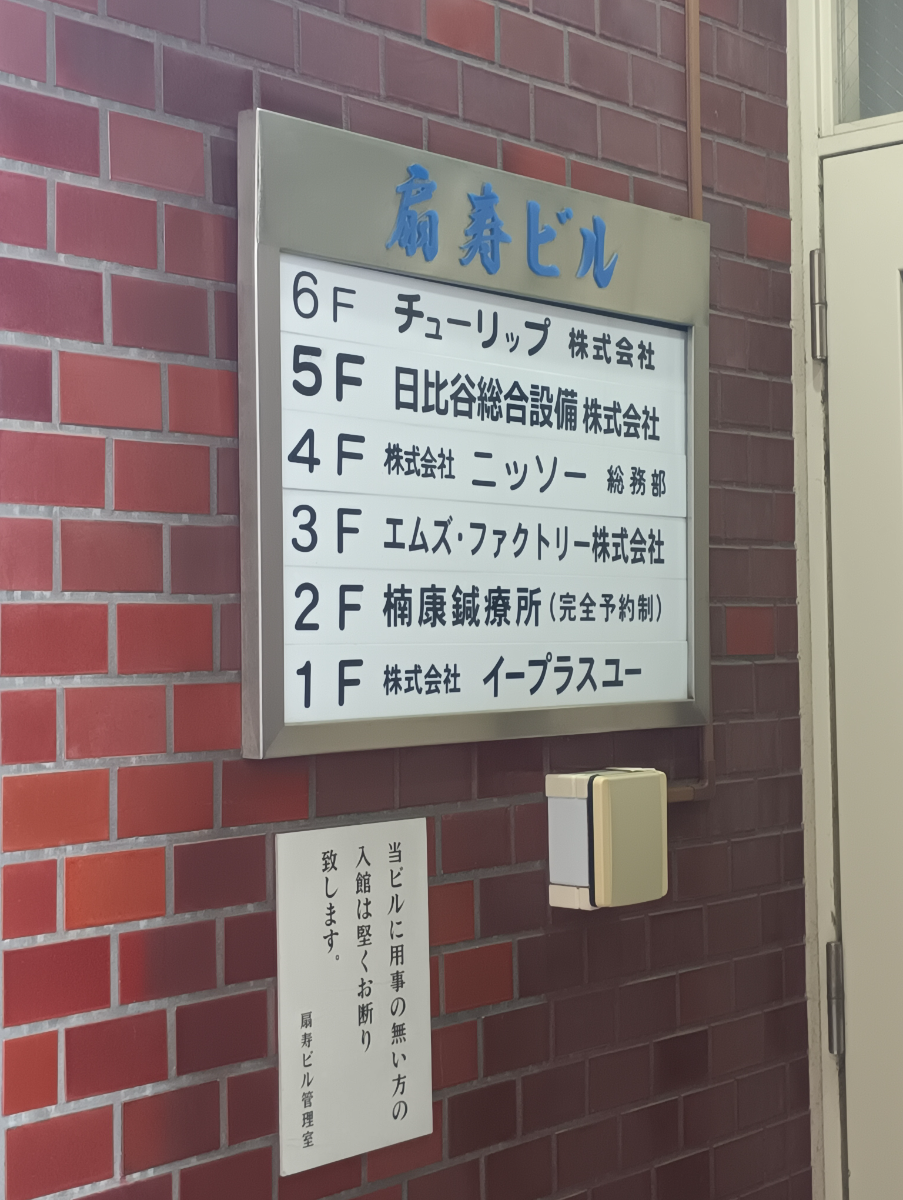 扇寿ビル
6F チューリップ 株式会社
5F 日比谷総合設備 株式会社
4F 株式会社 ニッソー 総務部
3F エムズ・ファクトリー株式会社
2F 楠康鍼療所(完全予約制)
1F 株式会社 イープラスユー
当ビルに用事の無い方の
入館は堅くお断り
致します。
扇寿ビル管理室